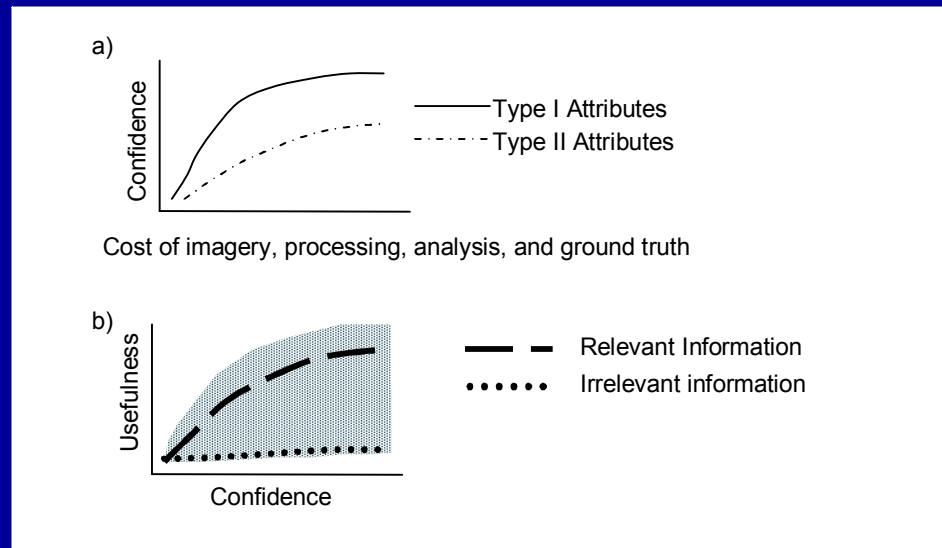 a)
Confidence
Type I Attributes
Type II Attributes
Cost of imagery, processing, analysis, and ground truth
b)
Usefulness
Relevant Information
Irrelevant information
Confidence